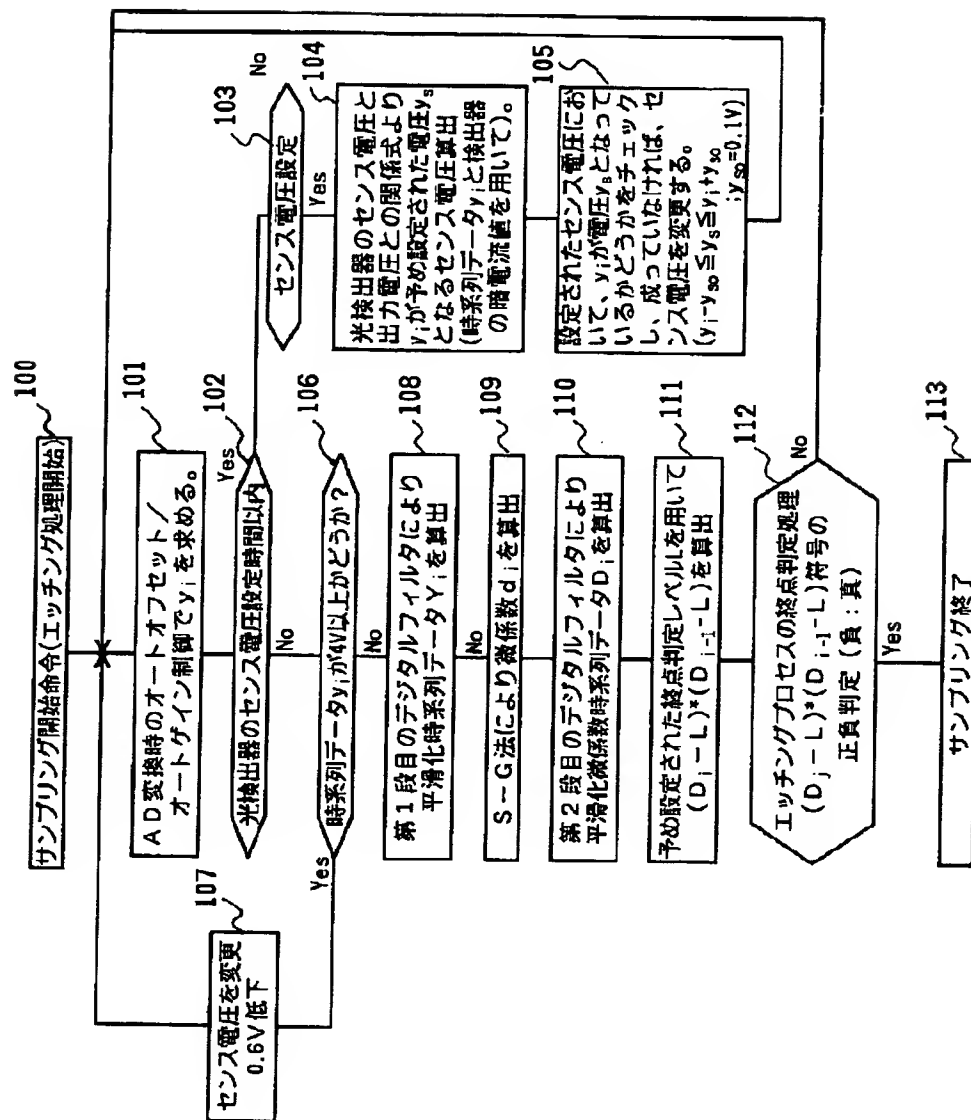 サンプリング開始命令(エッチング処理開始)
100
AD変換時のオートオフセット/
オートゲイン制御でyiを求める。
101
光検出器のセンス電圧設定時間以内
102
Yes
No
センス電圧設定
103
No
Yes
光検出器のセンス電圧と
出力電圧との関係式より
yiが予め設定された電圧ys
となるセンス電圧算出
(時系列データyiと検出器
の暗電流値を用いて)。
104
設定されたセンス電圧にお
いて、yiが電圧ysとなって
いるかどうかをチェック
し、成っていなければ、セ
ンス電圧を変更する。
(yi-yso≦ys≦yi+yso
;yso=0.1V)
105
時系列データyiが4V以上かどうか?
106
Yes
No
センス電圧を変更
0.6V低下
107
第1段目のデジタルフィルタにより
平滑化時系列データYiを算出
108
No
S-G法により微係数diを算出
109
第2段目のデジタルフィルタにより
平滑化微係数時系列データDiを算出
110
予め設定された終点判定レベルLを用いて
(Di-L)*(Di-1-L)を算出
111
エッチングプロセスの終点判定処理
(Di-L)*(Di-1-L)符号の
正負判定(負:真)
112
No
Yes
サンプリング終了
113